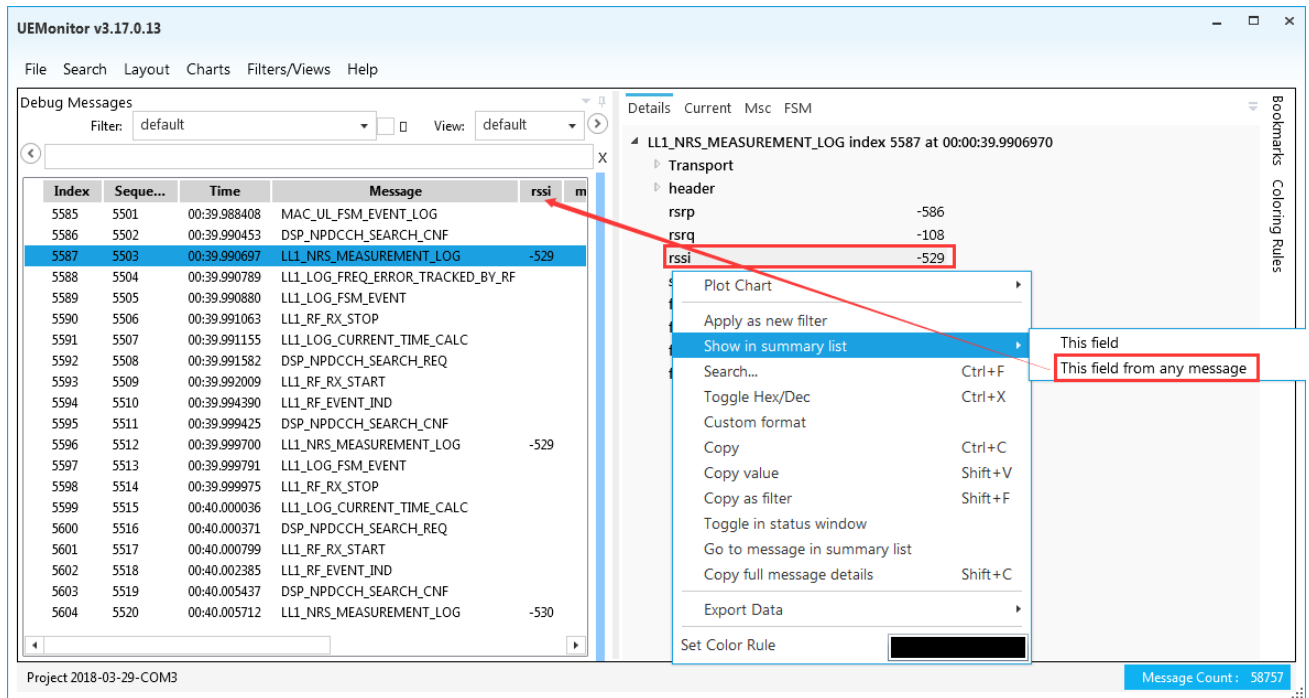 UEMonitor v3.17.0.13
File Search Layout Charts Filters/Views Help
Debug Messages
Filter: default View: default
X
Index Seque... Time Message rssi m
5585 5501 00:39.988408 MAC_UL_FSM_EVENT_LOG
5586 5502 00:39.990453 DSP_NPDCCH_SEARCH_CNF
5587 5503 00:39.990697 LL1_NRS_MEASUREMENT_LOG -529
5588 5504 00:39.990789 LL1_LOG_FREQ_ERROR_TRACKED_BY_RF
5589 5505 00:39.990880 LL1_LOG_FSM_EVENT
5590 5506 00:39.991063 LL1_RF_RX_STOP
5591 5507 00:39.991155 LL1_LOG_CURRENT_TIME_CALC
5592 5508 00:39.991582 DSP_NPDCCH_SEARCH_REQ
5593 5509 00:39.992009 LL1_RF_RX_START
5594 5510 00:39.994390 LL1_RF_EVENT_IND
5595 5511 00:39.999425 DSP_NPDCCH_SEARCH_CNF
5596 5512 00:39.999700 LL1_NRS_MEASUREMENT_LOG -529
5597 5513 00:39.999791 LL1_LOG_FSM_EVENT
5598 5514 00:39.999975 LL1_RF_RX_STOP
5599 5515 00:40.000036 LL1_LOG_CURRENT_TIME_CALC
5600 5516 00:40.000371 DSP_NPDCCH_SEARCH_REQ
5601 5517 00:40.000799 LL1_RF_RX_START
5602 5518 00:40.002385 LL1_RF_EVENT_IND
5603 5519 00:40.005437 DSP_NPDCCH_SEARCH_CNF
5604 5520 00:40.005712 LL1_NRS_MEASUREMENT_LOG -530
Details Current Msc FSM
LL1_NRS_MEASUREMENT_LOG index 5587 at 00:00:39.9906970
Transport
header
rsrp -586
rsrq -108
rssi -529
Plot Chart
Apply as new filter
Show in summary list
Search... Ctrl+F
Toggle Hex/Dec Ctrl+X
Custom format
Copy Ctrl+C
Copy value Shift+V
Copy as filter Shift+F
Toggle in status window
Go to message in summary list
Copy full message details Shift+C
Export Data
Set Color Rule
This field
This field from any message
Bookmarks
Coloring Rules
Project 2018-03-29-COM3
Message Count : 58757